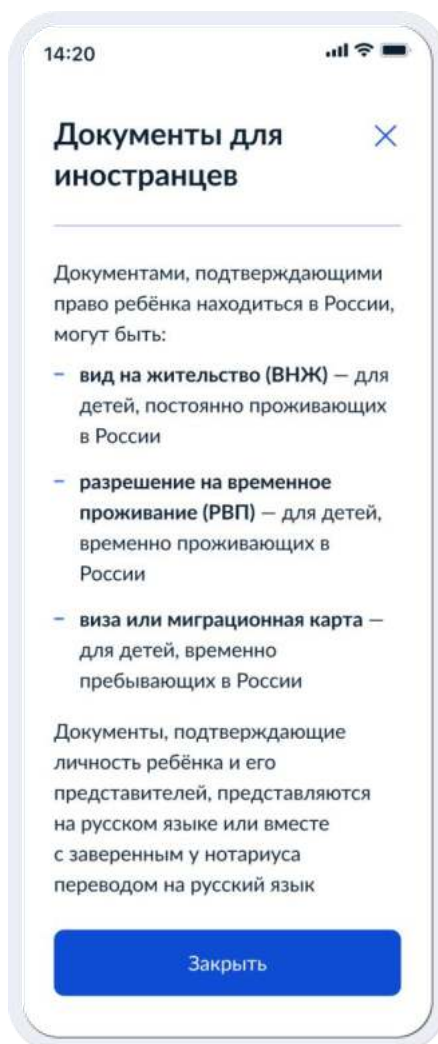 14:20
Документы для
иностранцев
Документами, подтверждающими
право ребёнка находиться в России,
могут быть:
– вид на жительство (ВНЖ) — для
детей, постоянно проживающих
в России
– разрешение на временное
проживание (РВП) — для детей,
временно проживающих в
России
– виза или миграционная карта —
для детей, временно
пребывающих в России
Документы, подтверждающие
личность ребёнка и его
представителей, представляются
на русском языке или вместе
с заверенным у нотариуса
переводом на русский язык
Закрыть